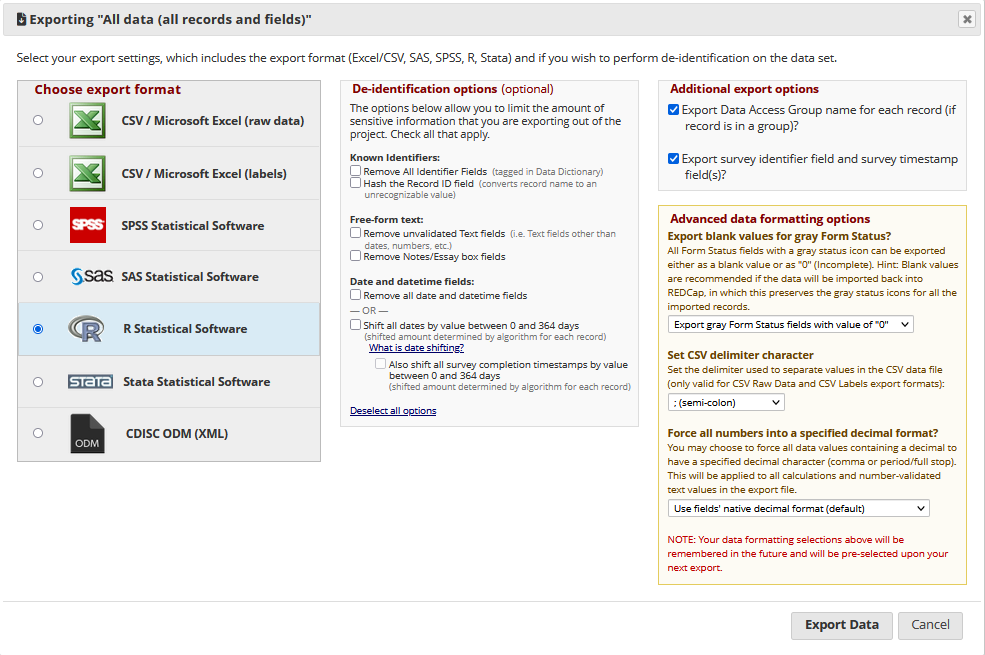 Exporting "All data (all records and fields)"
Select your export settings, which includes the export format (Excel/CSV, SAS, SPSS, R, Stata) and if you wish to perform de-identification on the data set.
Choose export format
CSV / Microsoft Excel (raw data)
CSV / Microsoft Excel (labels)
SPSS
SPSS Statistical Software
sas
SAS Statistical Software
R
R Statistical Software
STATA
Stata Statistical Software
ODM
CDISC ODM (XML)
De-identification options (optional)
The options below allow you to limit the amount of
sensitive information that you are exporting out of the
project. Check all that apply.
Known Identifiers:
Remove All Identifier Fields (tagged in Data Dictionary)
Hash the Record ID field (converts record name to an
unrecognizable value)
Free-form text:
Remove unvalidated Text fields (i.e. Text fields other than
dates, numbers, etc.)
Remove Notes/Essay box fields
Date and datetime fields:
Remove all date and datetime fields
— OR —
Shift all dates by value between 0 and 364 days
(shifted amount determined by algorithm for each record)
What is date shifting?
Also shift all survey completion timestamps by value
between 0 and 364 days
(shifted amount determined by algorithm for each record)
Deselect all options
Additional export options
Export Data Access Group name for each record (if
record is in a group)?
Export survey identifier field and survey timestamp
field(s)?
Advanced data formatting options
Export blank values for gray Form Status?
All Form Status fields with a gray status icon can be exported
either as a blank value or as "0" (Incomplete). Hint: Blank values
are recommended if the data will be imported back into
REDCap, in which this preserves the gray status icons for all the
imported records.
Export gray Form Status fields with value of "0"
Set CSV delimiter character
Set the delimiter used to separate values in the CSV data file
(only valid for CSV Raw Data and CSV Labels export formats):
; (semi-colon)
Force all numbers into a specified decimal format?
You may choose to force all data values containing a decimal to
have a specified decimal character (comma or period/full stop).
This will be applied to all calculations and number-validated
text values in the export file.
Use fields' native decimal format (default)
NOTE: Your data formatting selections above will be
remembered in the future and will be pre-selected upon your
next export.
Export Data
Cancel